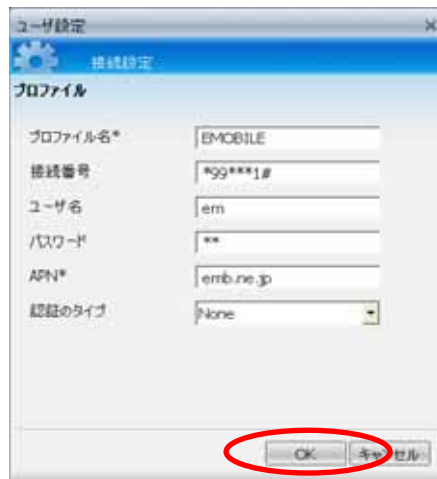 ユーザ設定
接続設定
プロファイル
プロファイル名* EMOBILE
接続番号 *99***1#
ユーザ名 em
パスワード **
APN* emb.ne.jp
認証のタイプ None
OK キャンセル